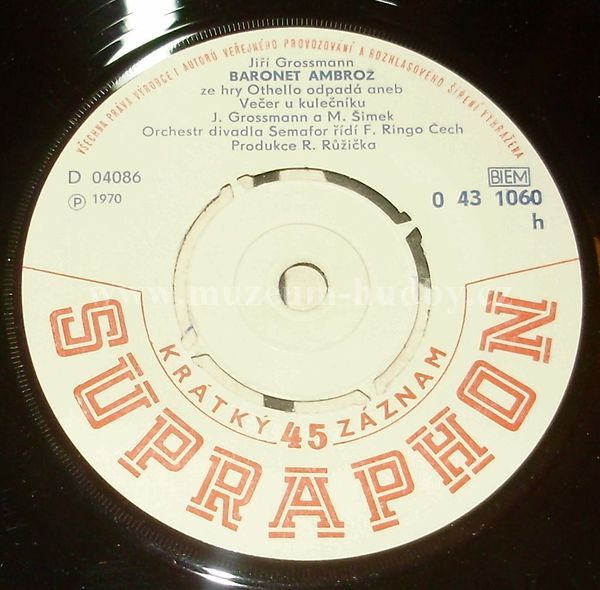 VŠECHNA PRÁVA VÝROBCE I AUTORŮ VEŘEJNÉHO PROVOZOVÁNÍ A ROZHLASOVÉHO ŠÍŘENÍ VYHRAŽENA
Jiří Grossmann
BARONET AMBROŽ
ze hry Othello odpadá aneb
Večer u kulečníku
J. Grossmann a M. Šimek
Orchestr divadla Semafor řídí F. Ringo Čech
Produkce R. Růžička
D 04086
℗ 1970
BIEM
0 43 1060
h
www.muzeum-hudby.cz
KRÁTKÝ 45 ZÁZNAM
SUPRAPHON